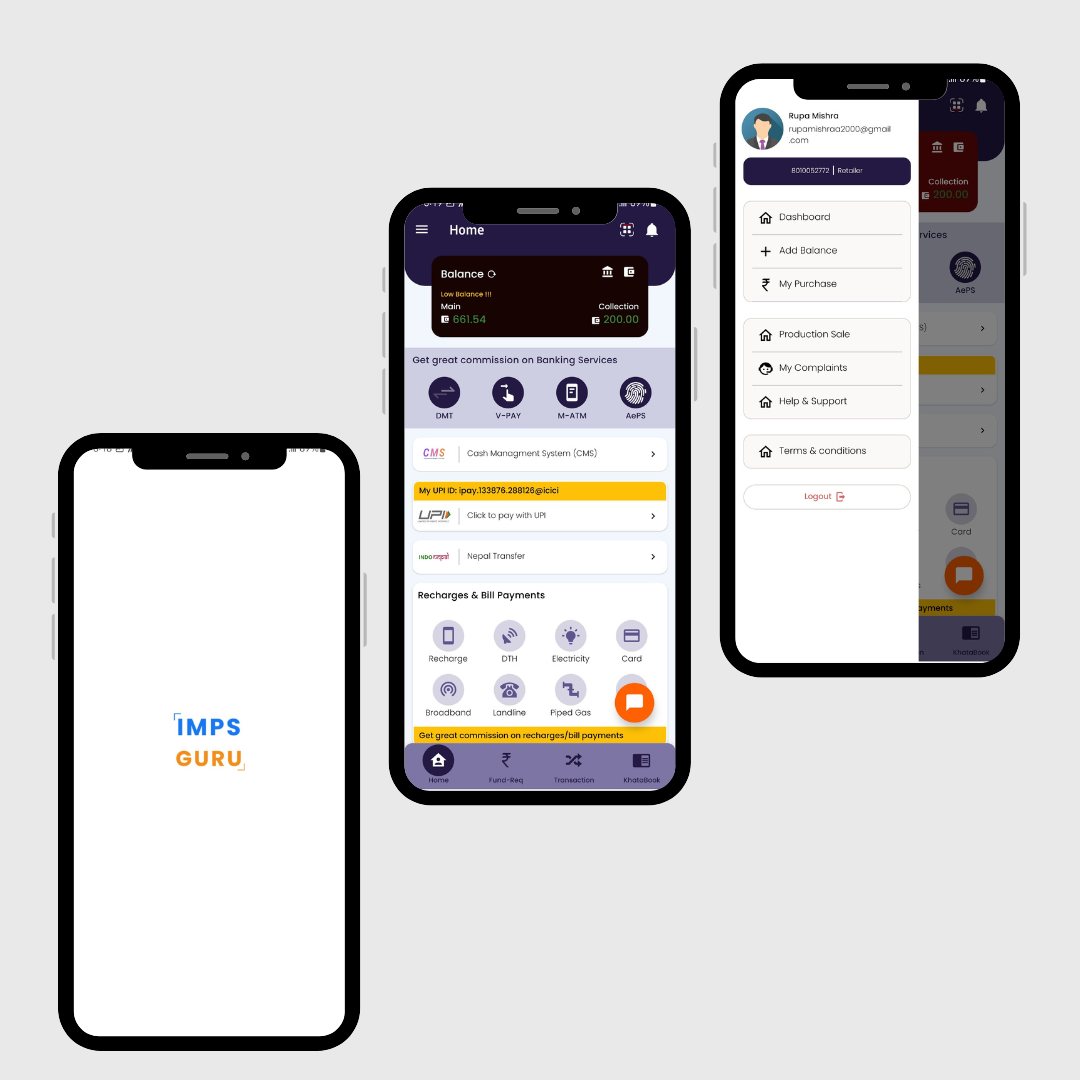 IMPS
GURU
Home
Balance
Low Balance !!!
Main
Collection
661.54
200.00
Get great commission on Banking Services
DMT
V-PAY
M-ATM
AePS
CMS
Cash Managment System (CMS)
My UPI ID: ipay.133876.288126@icici
UPI
Click to pay with UPI
INDO नेपाल
Nepal Transfer
Recharges & Bill Payments
Recharge
DTH
Electricity
Card
Broadband
Landline
Piped Gas
Get great commission on recharges/bill payments
Home
Fund-Req
Transaction
KhataBook
Rupa Mishra
rupamishraa2000@gmail
.com
8010052772 | Retailer
Dashboard
Add Balance
My Purchase
Production Sale
My Complaints
Help & Support
Terms & conditions
Logout
Collection
200.00
rvices
AePS
S)
Card
ayments
KhataBook